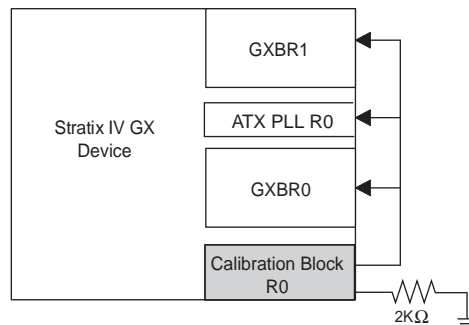 GXBR1
ATX PLL R0
Stratix IV GX
Device
GXBR0
Calibration Block
R0
2KΩ